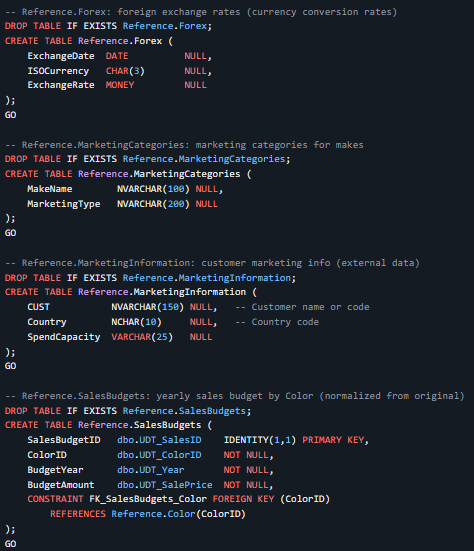 -- Reference.Forex: foreign exchange rates (currency conversion rates)
DROP TABLE IF EXISTS Reference.Forex;
CREATE TABLE Reference.Forex (
    ExchangeDate  DATE         NULL,
    ISOCurrency   CHAR(3)      NULL,
    ExchangeRate  MONEY        NULL
);
GO

-- Reference.MarketingCategories: marketing categories for makes
DROP TABLE IF EXISTS Reference.MarketingCategories;
CREATE TABLE Reference.MarketingCategories (
    MakeName       NVARCHAR(100) NULL,
    MarketingType  NVARCHAR(200) NULL
);
GO

-- Reference.MarketingInformation: customer marketing info (external data)
DROP TABLE IF EXISTS Reference.MarketingInformation;
CREATE TABLE Reference.MarketingInformation (
    CUST          NVARCHAR(150) NULL,   -- Customer name or code
    Country       NCHAR(10)     NULL,   -- Country code
    SpendCapacity VARCHAR(25)   NULL
);
GO

-- Reference.SalesBudgets: yearly sales budget by Color (normalized from original)
DROP TABLE IF EXISTS Reference.SalesBudgets;
CREATE TABLE Reference.SalesBudgets (
    SalesBudgetID  dbo.UDT_SalesID    IDENTITY(1,1) PRIMARY KEY,
    ColorID        dbo.UDT_ColorID    NOT NULL,
    BudgetYear     dbo.UDT_Year       NOT NULL,
    BudgetAmount   dbo.UDT_SalePrice  NOT NULL,
    CONSTRAINT FK_SalesBudgets_Color FOREIGN KEY (ColorID)
        REFERENCES Reference.Color(ColorID)
);
GO